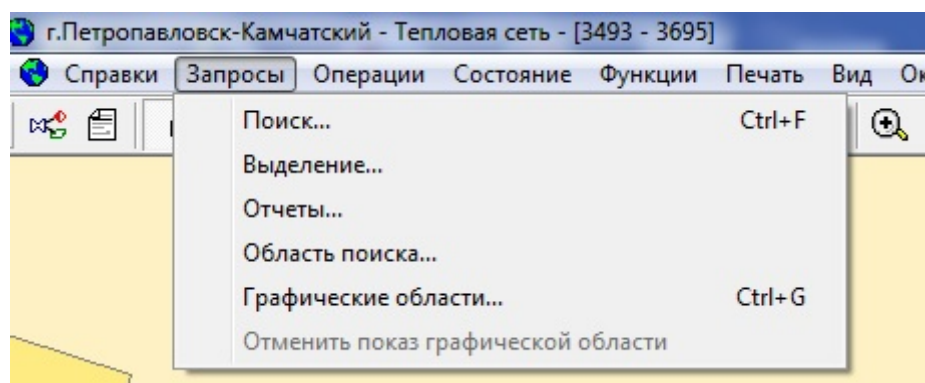 г.Петропавловск-Камчатский - Тепловая сеть - [3493 - 3695]
Справки Запросы Операции Состояние Функции Печать Вид
Поиск... Ctrl+F
Выделение...
Отчеты...
Область поиска...
Графические области... Ctrl+G
Отменить показ графической области